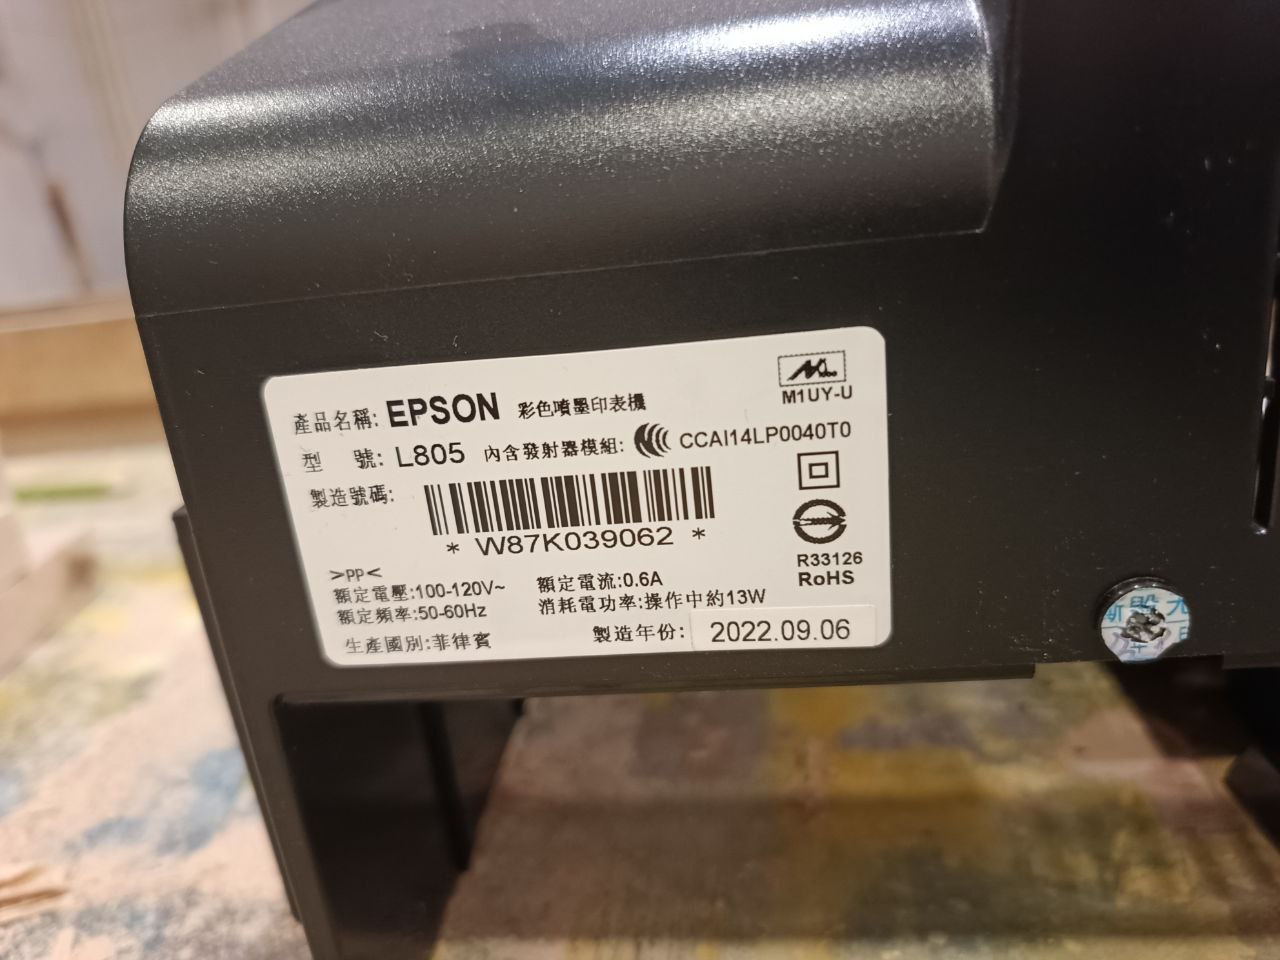 產品名稱: EPSON 彩色噴墨印表機
M1UY-U
型 號: L805 內含發射器模組: CCAI14LP0040T0
製造號碼:
* W87K039062 *
R33126
RoHS
>PP<
額定電壓:100-120V~ 額定電流:0.6A
額定頻率:50-60Hz 消耗電功率:操作中約13W
生產國別:菲律賓 製造年份: 2022.09.06